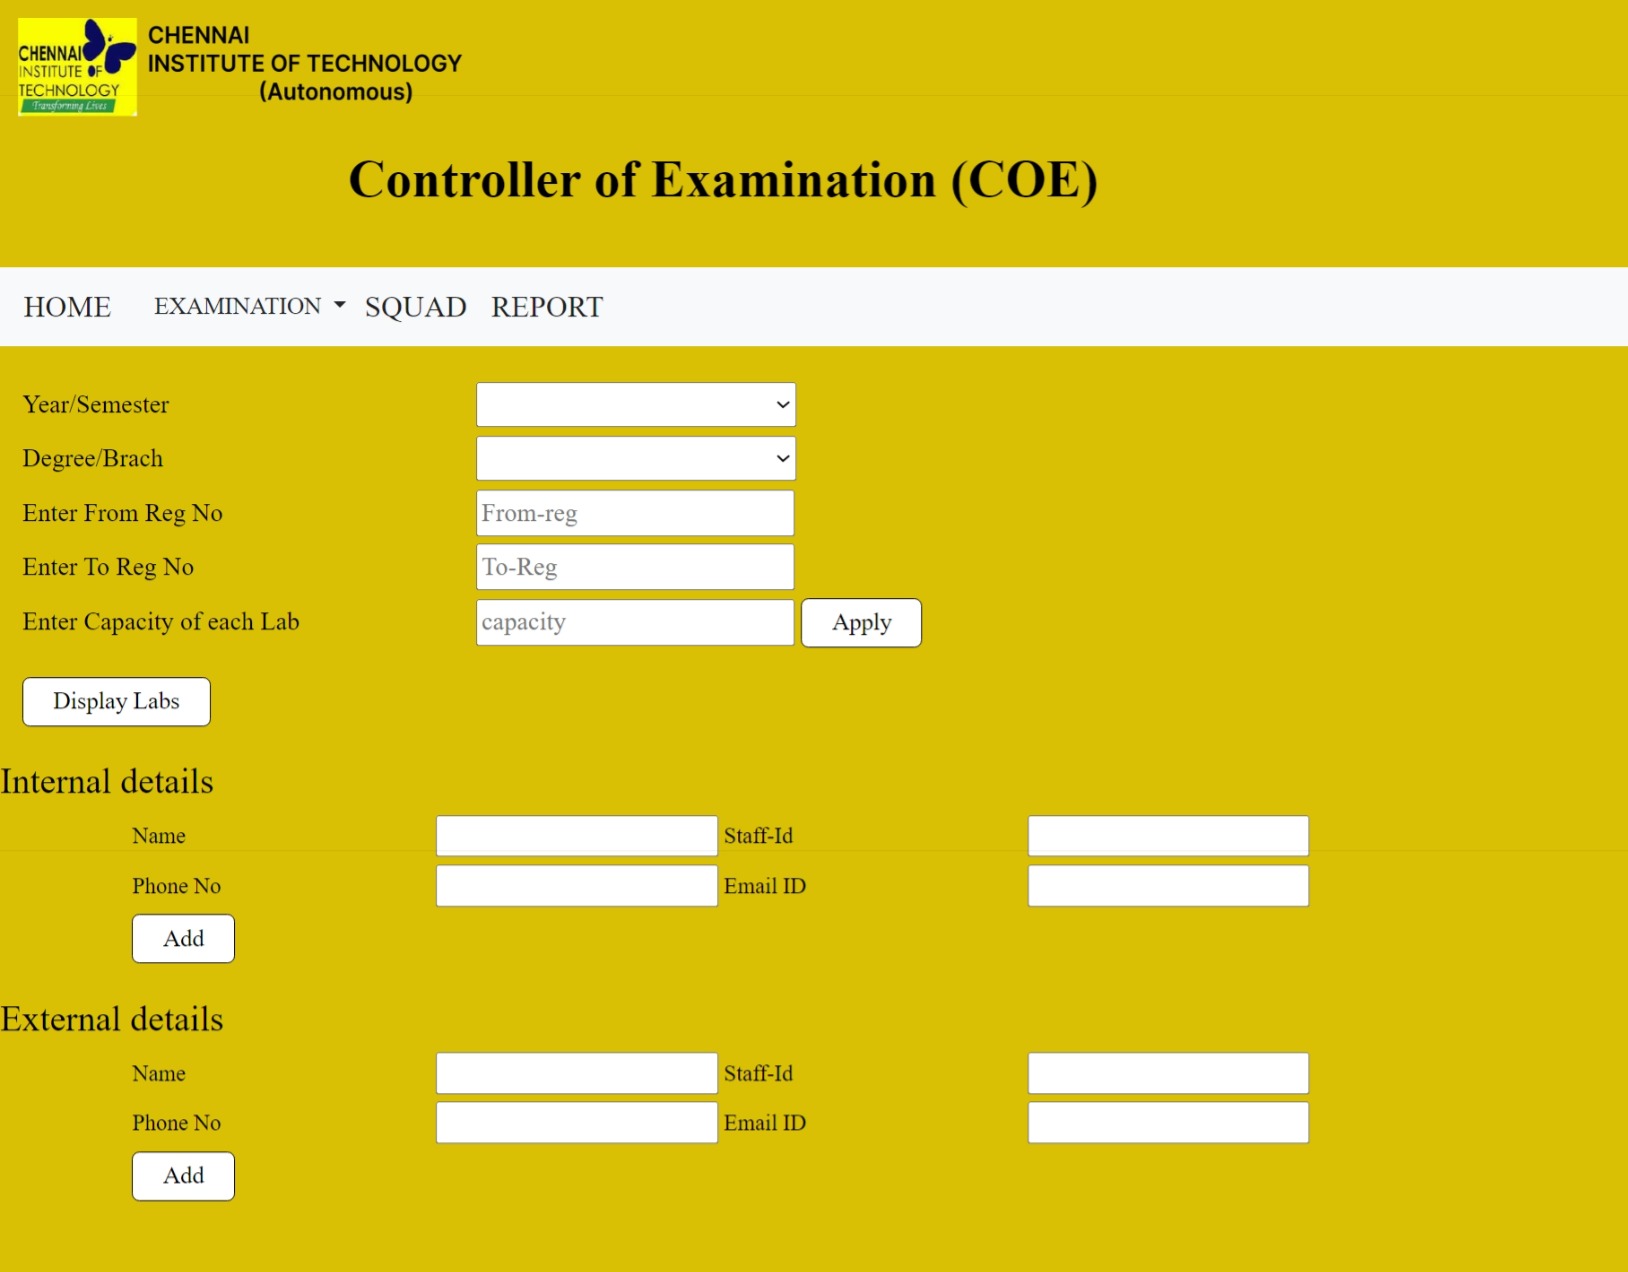 CHENNAI
INSTITUTE OF
TECHNOLOGY
Transforming Lives
CHENNAI
INSTITUTE OF TECHNOLOGY
(Autonomous)
Controller of Examination (COE)
HOME EXAMINATION SQUAD REPORT
Year/Semester
Degree/Brach
Enter From Reg No From-reg
Enter To Reg No To-Reg
Enter Capacity of each Lab capacity Apply
Display Labs
Internal details
Name Staff-Id
Phone No Email ID
Add
External details
Name Staff-Id
Phone No Email ID
Add